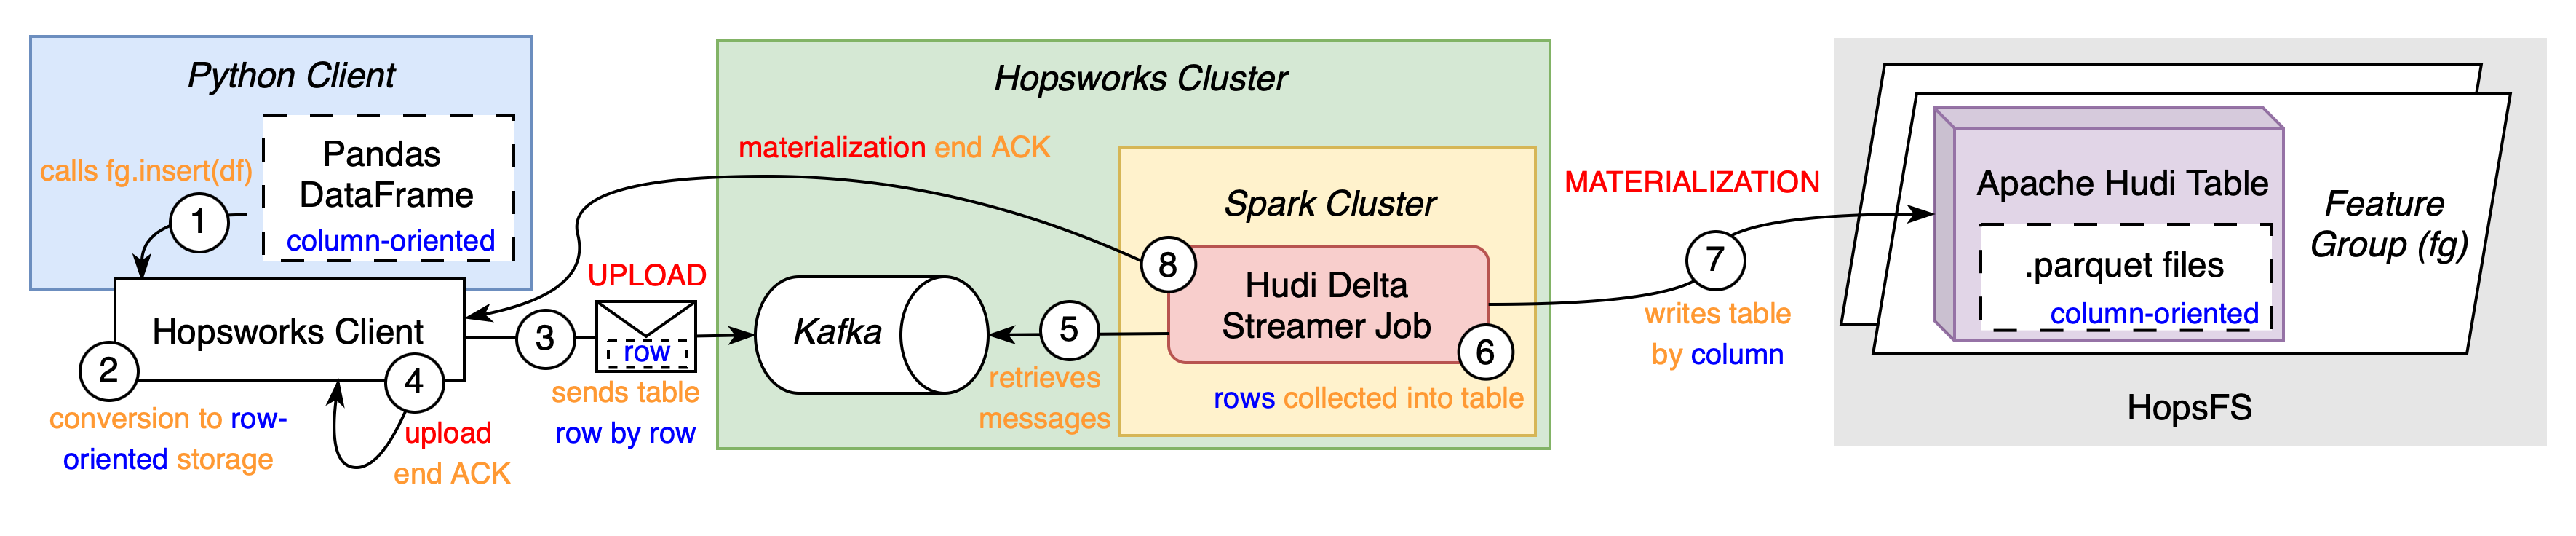 Python Client
calls fg.insert(df)
Pandas
DataFrame
column-oriented
1
Hopsworks Client
2
conversion to row-
oriented storage
4
upload
end ACK
UPLOAD
3
row
sends table
row by row
Hopsworks Cluster
materialization end ACK
Kafka
5
retrieves
messages
Spark Cluster
8
Hudi Delta
Streamer Job
6
rows collected into table
MATERIALIZATION
7
writes table
by column
Apache Hudi Table
.parquet files
column-oriented
Feature
Group (fg)
HopsFS